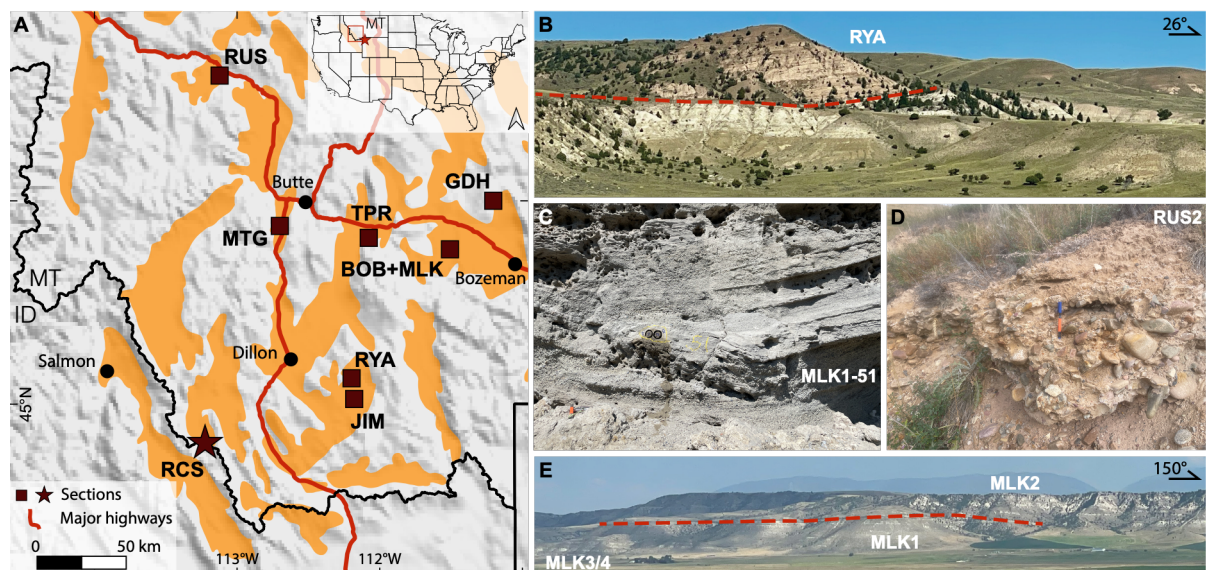 A
MT
RUS
Butte
GDH
TPR
MTG
BOB+MLK
Bozeman
MT
ID
Salmon
Dillon
RYA
JIM
45°N
RCS
Sections
Major highways
0 50 km
113°W 112°W
B
RYA
26°
C
MLK1-51
D
RUS2
E
150°
MLK2
MLK1
MLK3/4